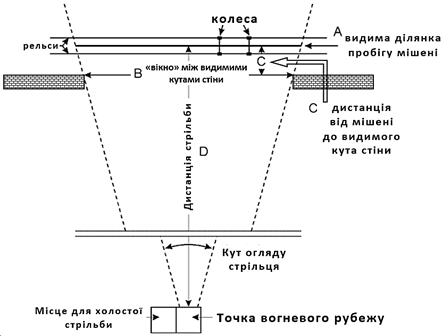 колеса
A
видима ділянка
пробігу мішені
рельси
«вікно» між видимими
кутами стіни
B
C
C
дистанція
від мішені
до видимого
кута стіни
Дистанція стрільби
D
Кут огляду
стрільця
Місце для холостої
стрільби
Точка вогневого рубежу